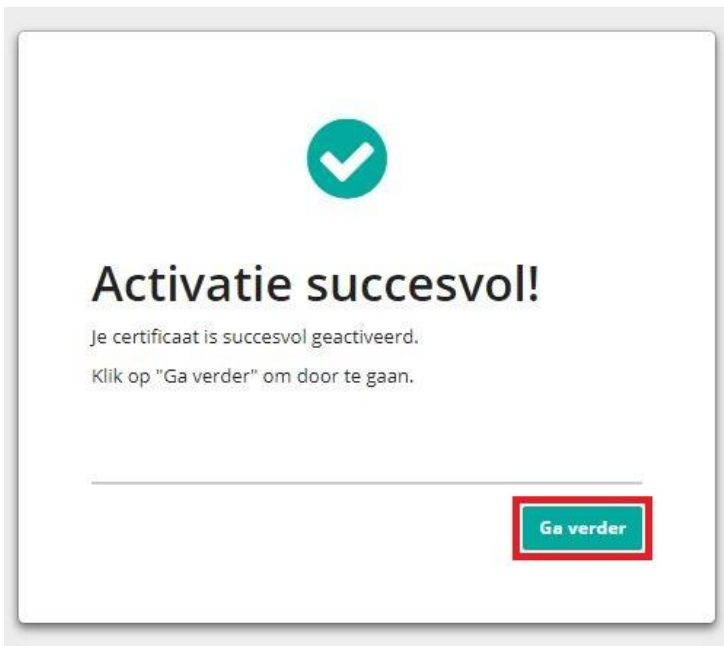 Activatie succesvol!
Je certificaat is succesvol geactiveerd.
Klik op "Ga verder" om door te gaan.
Ga verder